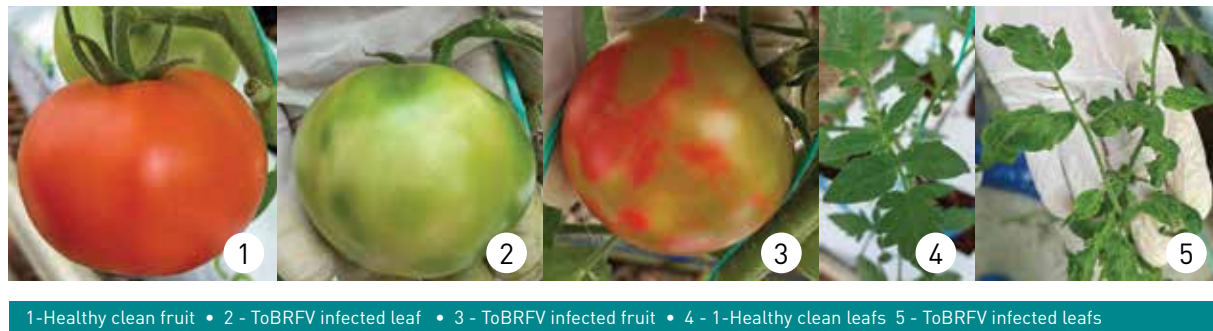 1 2 3 4 5
1-Healthy clean fruit • 2 - ToBRFV infected leaf • 3 - ToBRFV infected fruit • 4 - 1-Healthy clean leafs 5 - ToBRFV infected leafs